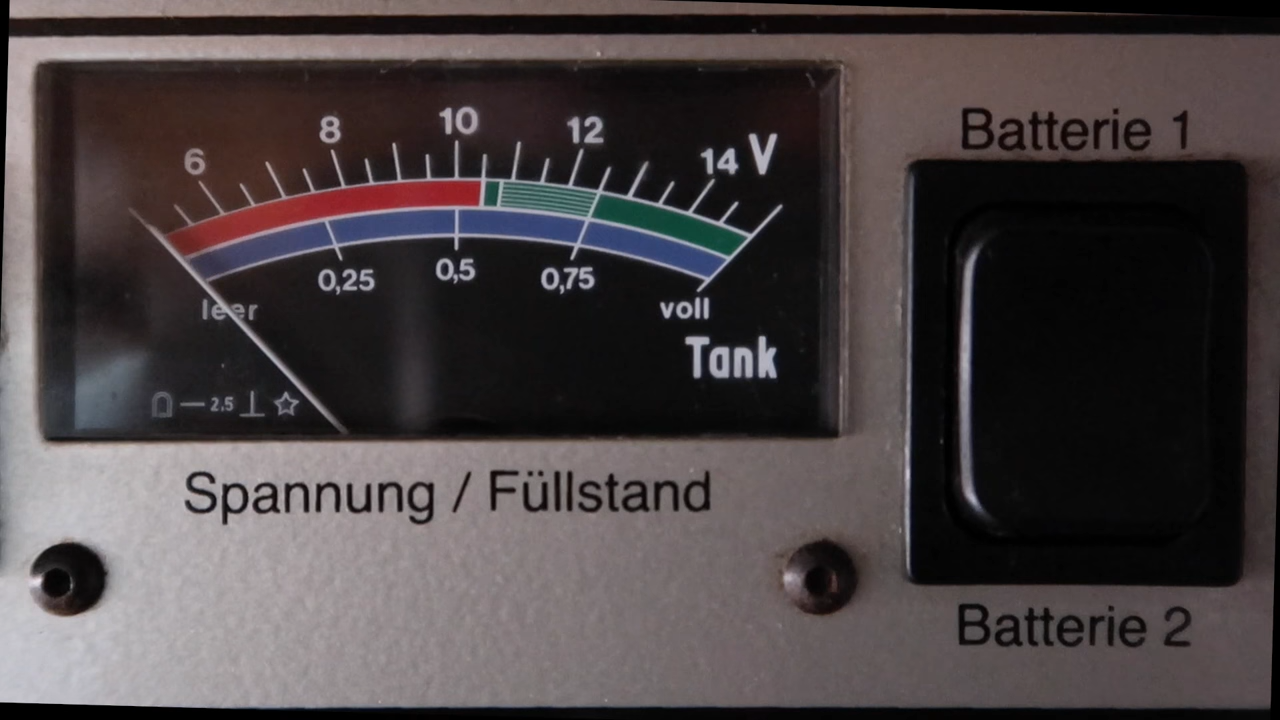 6 8 10 12 14 V
0,25 0,5 0,75
leer voll
Tank
2,5
Spannung / Füllstand
Batterie 1
Batterie 2